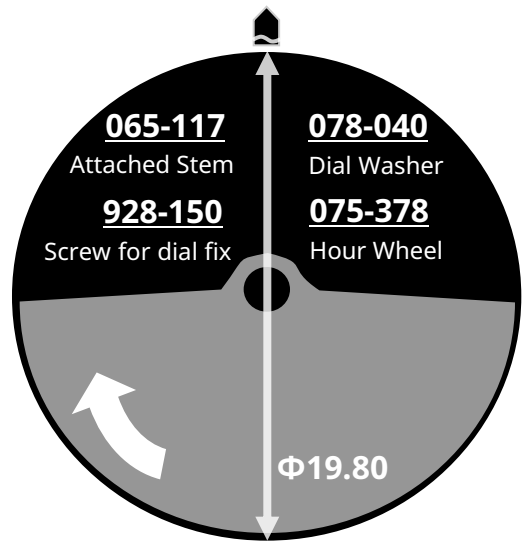 065-117
Attached Stem
928-150
Screw for dial fix
078-040
Dial Washer
075-378
Hour Wheel
Φ19.80